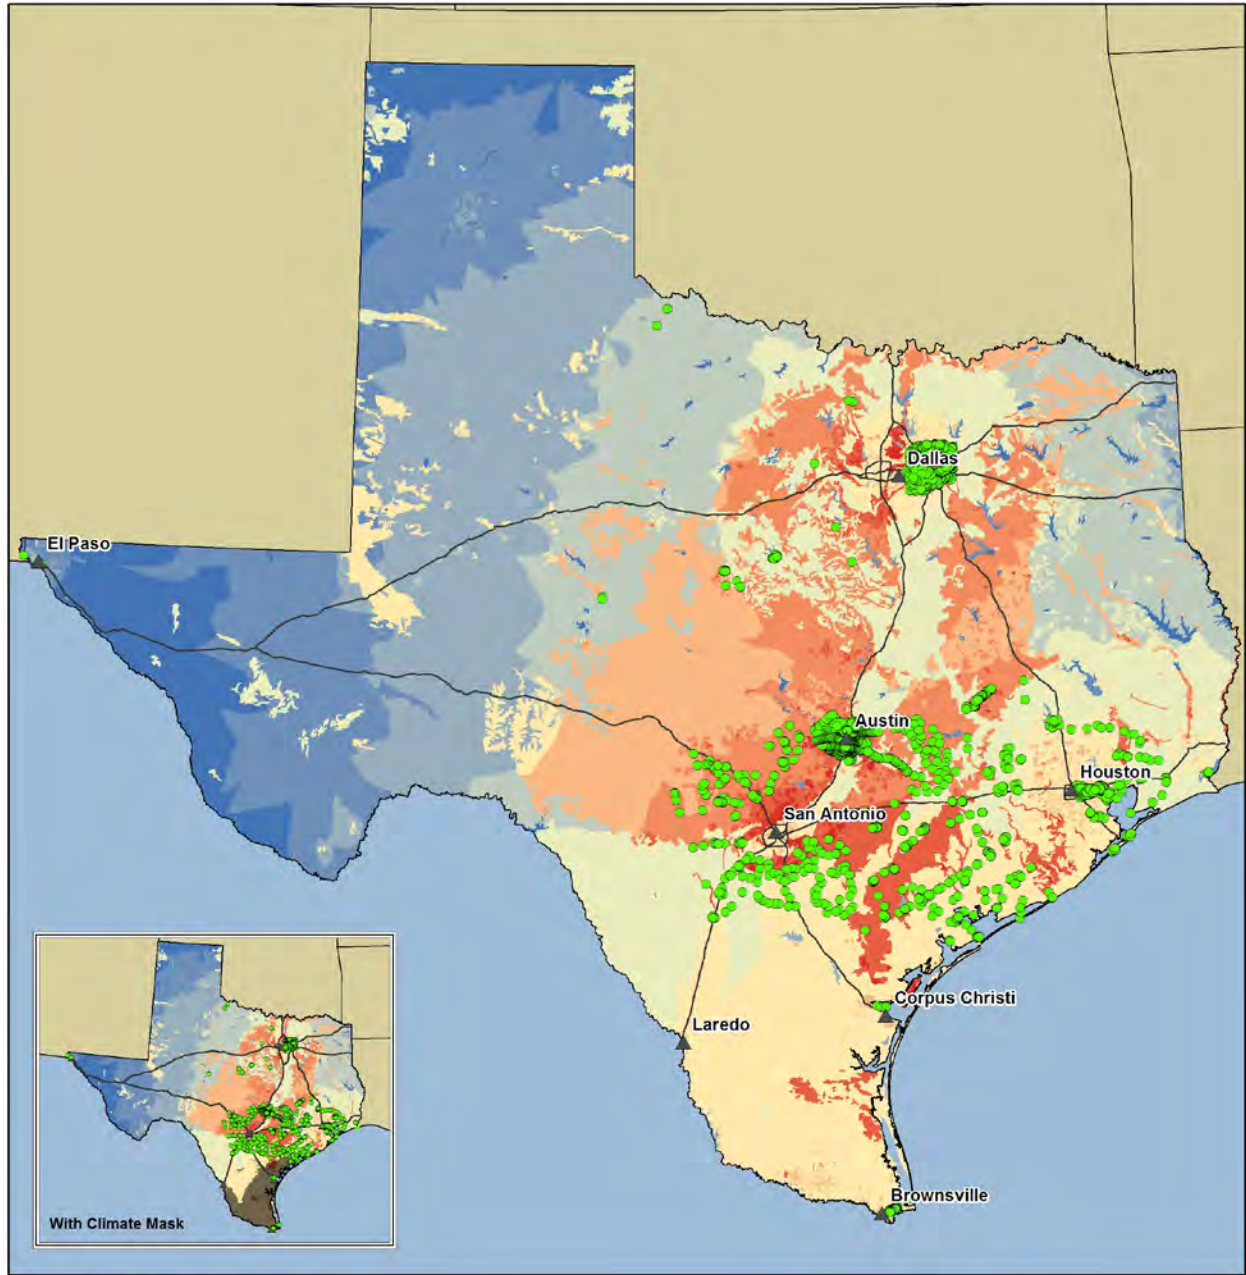 Dallas
El Paso
Austin
Houston
San Antonio
Corpus Christi
Laredo
Brownsville
With Climate Mask